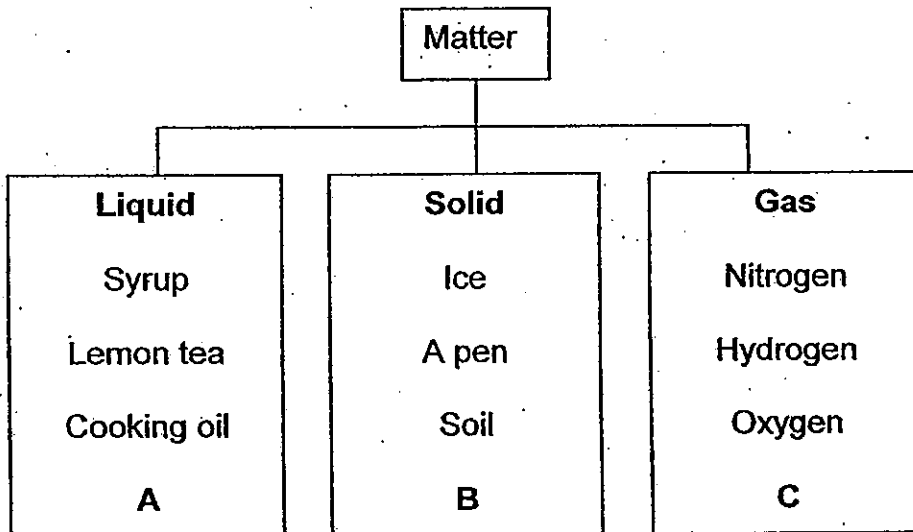 Matter
Liquid
Syrup
Lemon tea
Cooking oil
A
Solid
Ice
A pen
Soil
B
Gas
Nitrogen
Hydrogen
Oxygen
C